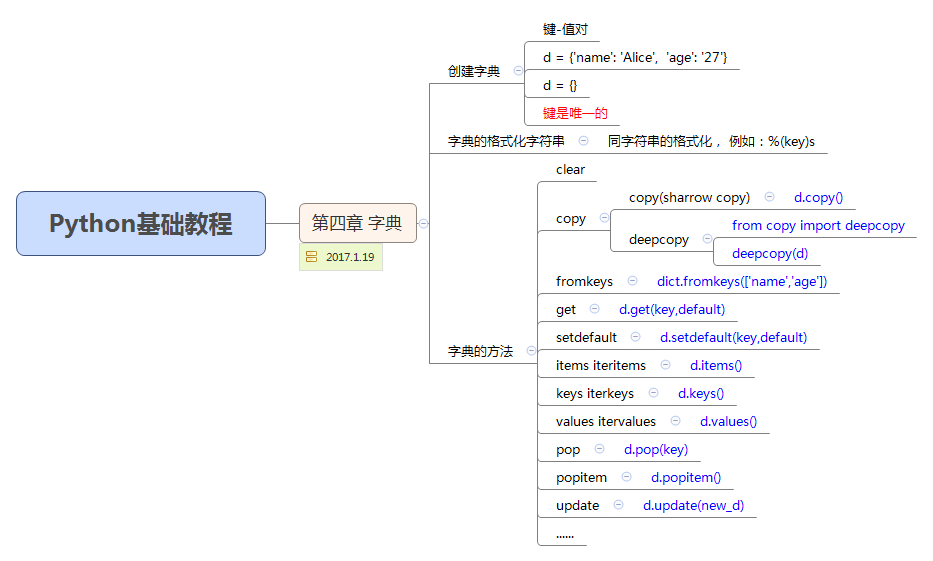 Python基础教程
第四章 字典
2017.1.19
创建字典
键-值对
d = {'name': 'Alice', 'age': '27'}
d = {}
键是唯一的
字典的格式化字符串
同字符串的格式化，例如：%(key)s
字典的方法
clear
copy
copy(sharrow copy)
d.copy()
deepcopy
from copy import deepcopy
deepcopy(d)
fromkeys
dict.fromkeys(['name','age'])
get
d.get(key,default)
setdefault
d.setdefault(key,default)
items iteritems
d.items()
keys iterkeys
d.keys()
values itervalues
d.values()
pop
d.pop(key)
popitem
d.popitem()
update
d.update(new_d)
......